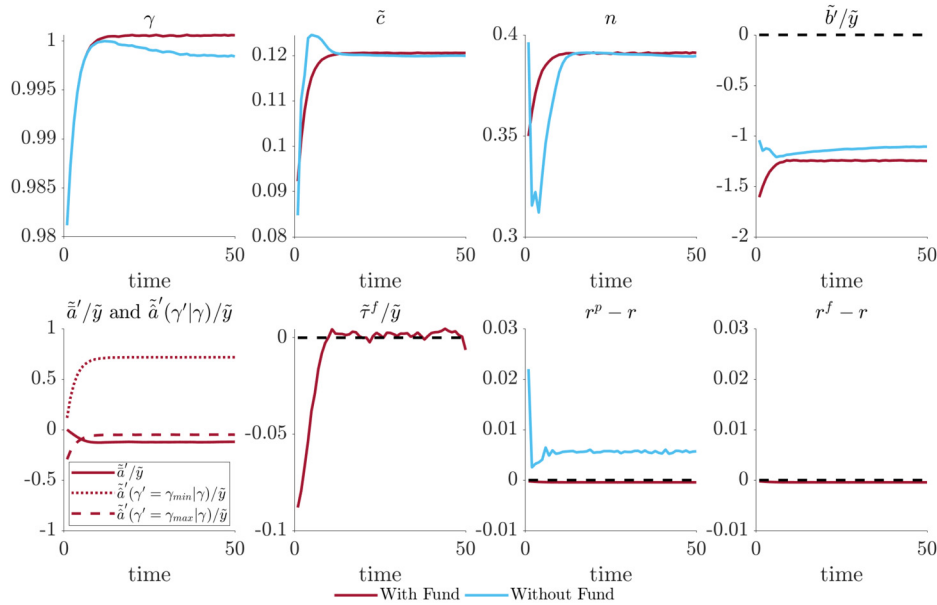 γ
1
0.995
0.99
0.985
0.98
0
50
time
c̃
0.12
0.11
0.1
0.09
0.08
0
50
time
n
0.4
0.35
0.3
0
50
time
b̃′/ỹ
0
-0.5
-1
-1.5
-2
0
50
time
ã̄′/ỹ and ã̂′(γ′|γ)/ỹ
1
0.5
0
-0.5
-1
0
50
time
ã̄′/ỹ
ã̂′(γ′ = γmin|γ)/ỹ
ã̂′(γ′ = γmax|γ)/ỹ
τ̃f/ỹ
0
-0.05
-0.1
0
50
time
rp − r
0.03
0.02
0.01
0
-0.01
0
50
time
rf − r
0.03
0.02
0.01
0
-0.01
0
50
time
With Fund
Without Fund